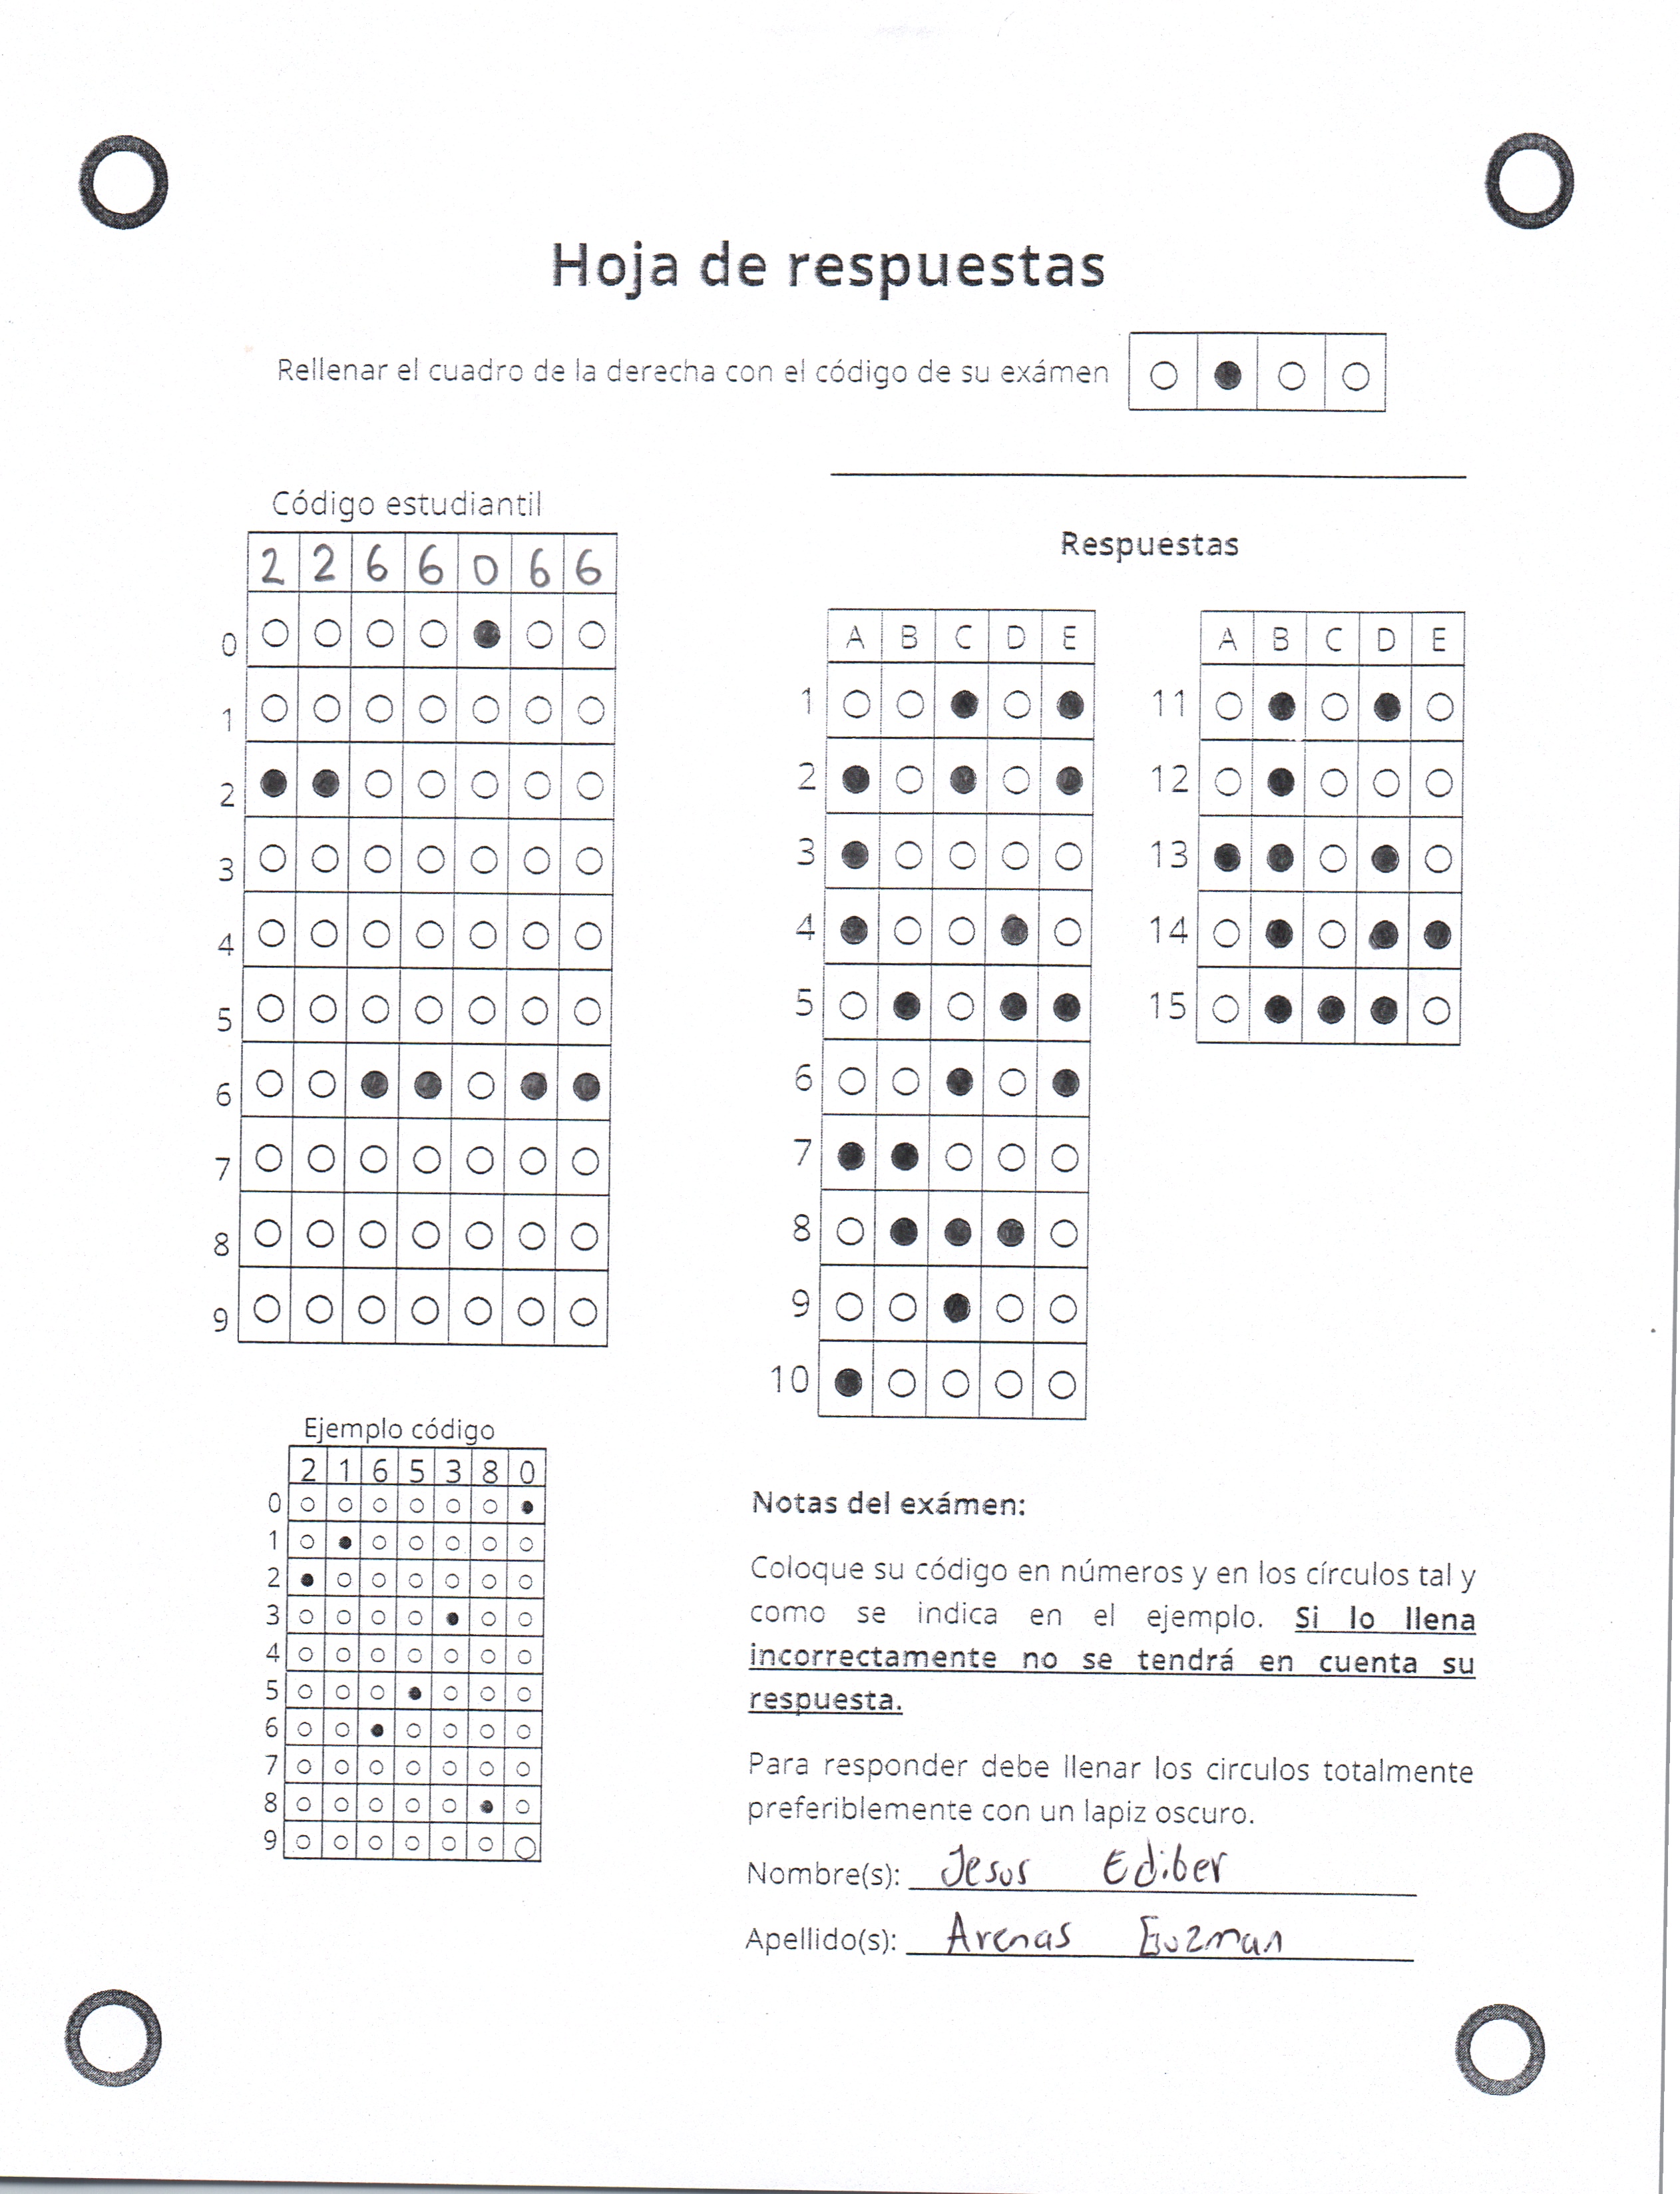 Hoja de respuestas
Rellenar el cuadro de la derecha con el código de su exámen
Código estudiantil
2 2 6 6 0 6 6
0
1
2
3
4
5
6
7
8
9
Respuestas
A B C D E
1
2
3
4
5
6
7
8
9
10
A B C D E
11
12
13
14
15
Ejemplo código
2 1 6 5 3 8 0
0
1
2
3
4
5
6
7
8
9
Notas del exámen:
Coloque su código en números y en los círculos tal y
como se indica en el ejemplo. Si lo llena
incorrectamente no se tendrá en cuenta su
respuesta.
Para responder debe llenar los circulos totalmente
preferiblemente con un lapiz oscuro.
Nombre(s): Jesus Ediber
Apellido(s): Arenas Guzman